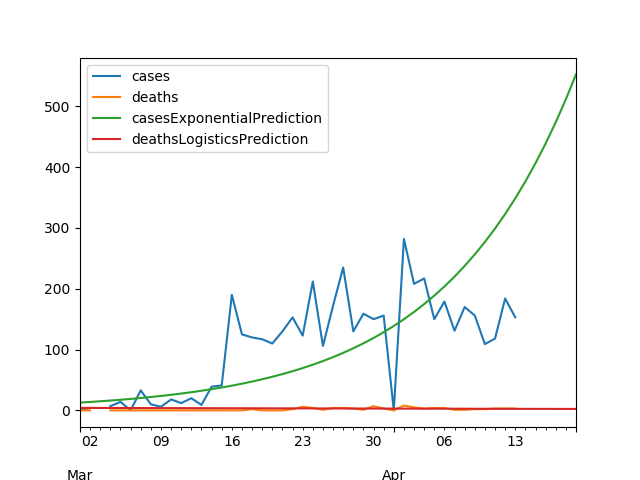 cases
deaths
casesExponentialPrediction
deathsLogisticsPrediction
500
400
300
200
100
0
02 09 16 23 30 06 13
Mar Apr